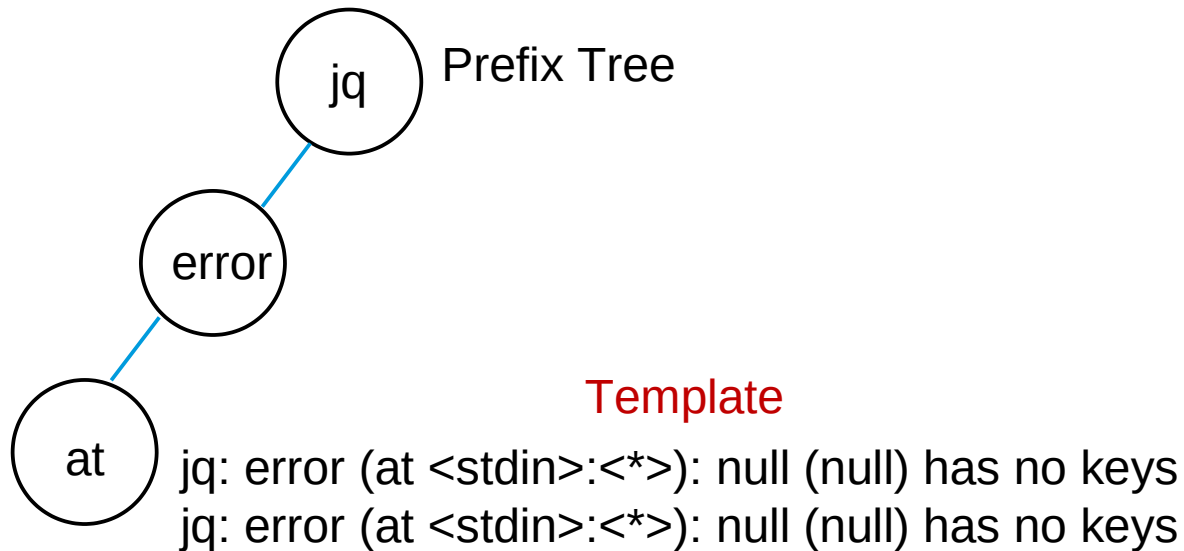 jq
Prefix Tree
error
Template
at
jq: error (at <stdin>:<*>): null (null) has no keys
jq: error (at <stdin>:<*>): null (null) has no keys